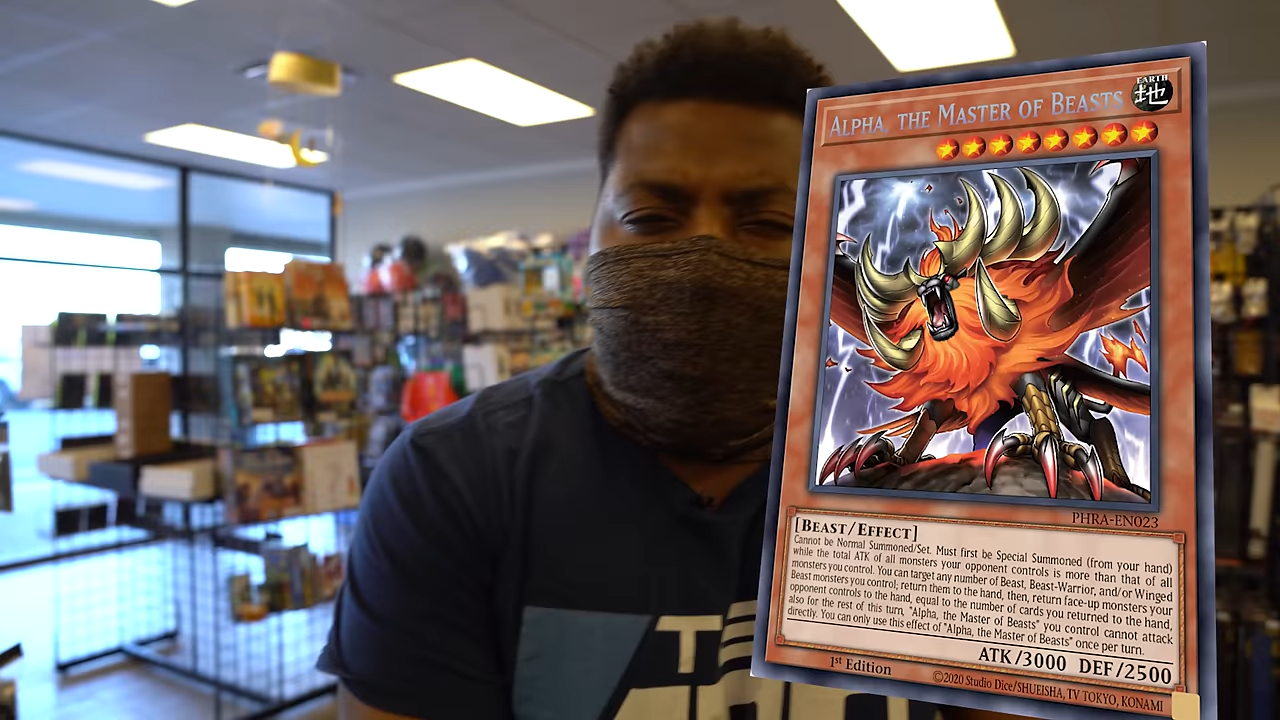 EARTH
地
ALPHA, THE MASTER OF BEASTS
PHRA-EN023
[BEAST/EFFECT]
Cannot be Normal Summoned/Set. Must first be Special Summoned (from your hand)
while the total ATK of all monsters your opponent controls is more than that of all
monsters you control. You can target any number of Beast, Beast-Warrior, and/or Winged
Beast monsters you control; return them to the hand, then, return face-up monsters your
opponent controls to the hand, equal to the number of cards you returned to the hand,
also for the rest of this turn, "Alpha, the Master of Beasts" you control cannot attack
directly. You can only use this effect of "Alpha, the Master of Beasts" once per turn.
ATK/3000 DEF/2500
1st Edition
©2020 Studio Dice/SHUEISHA, TV TOKYO, KONAMI